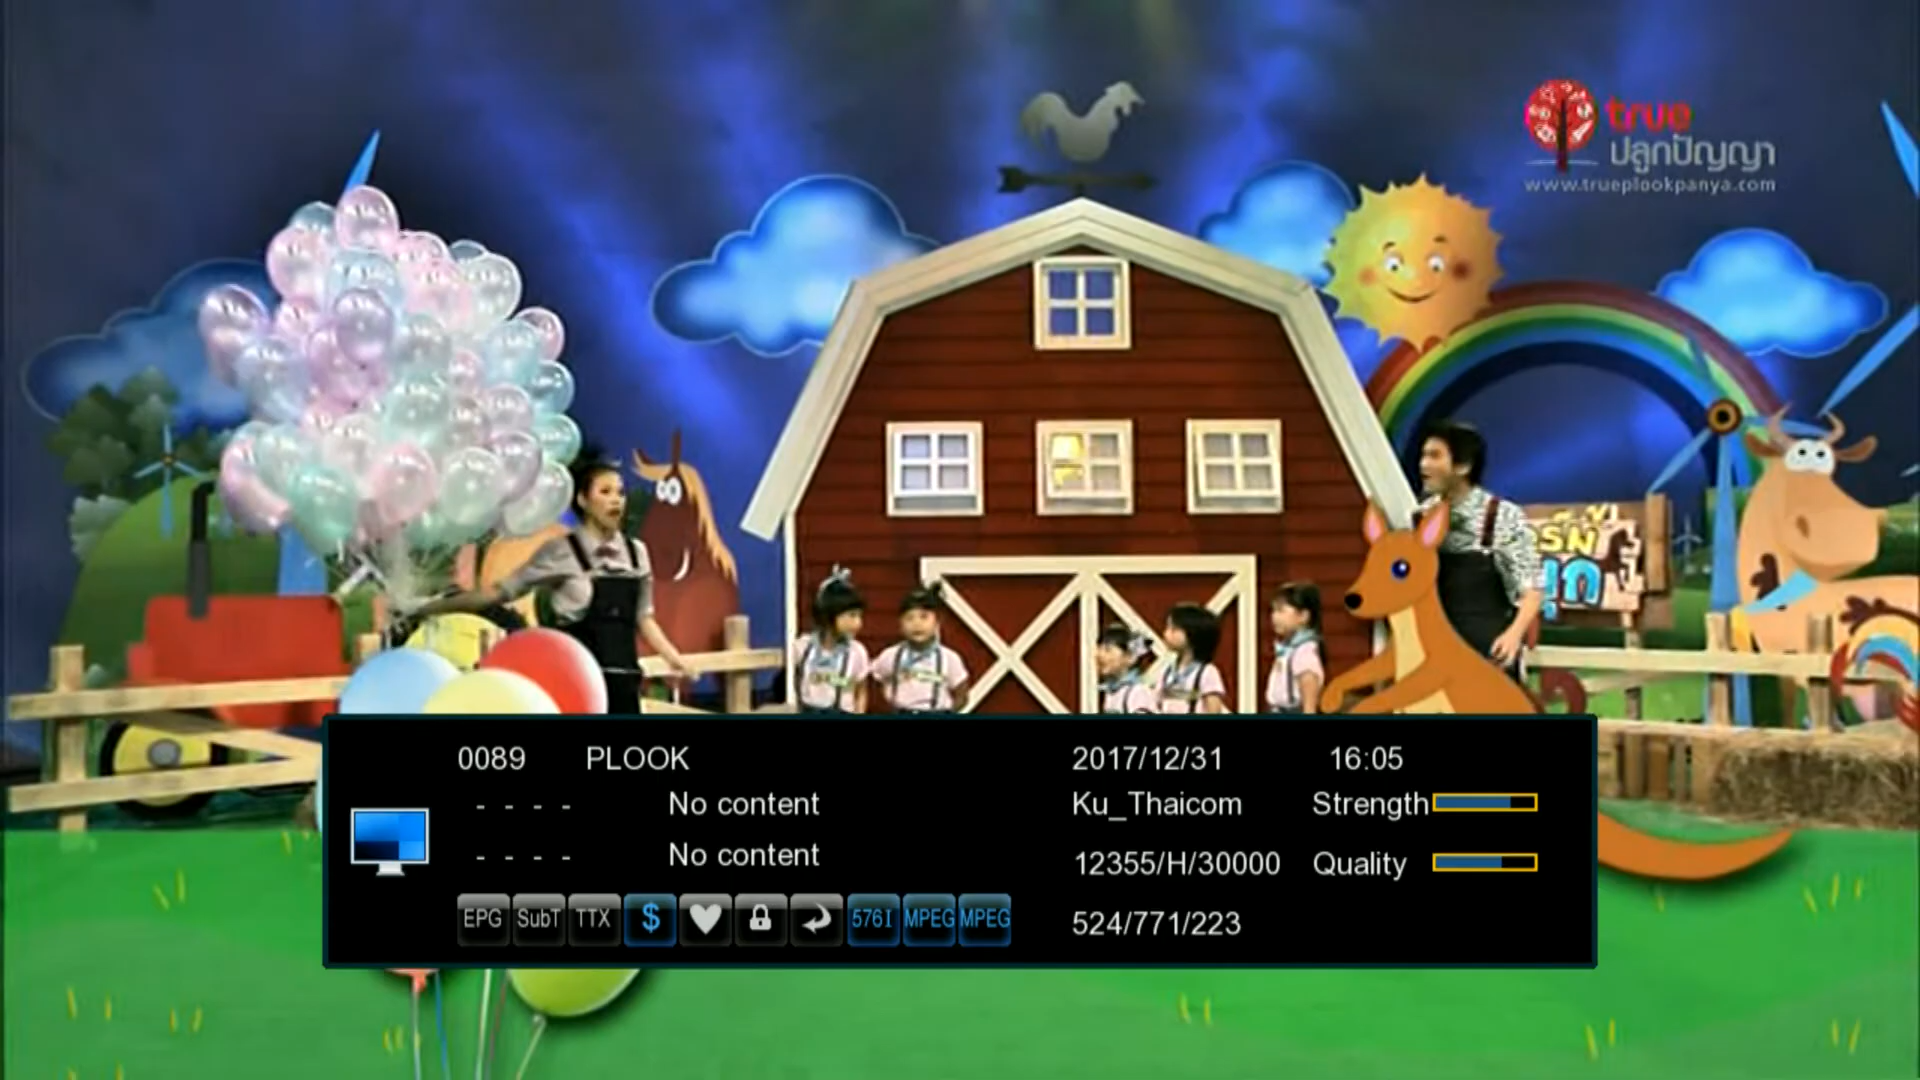 true
ปลูกปัญญา
www.trueplookpanya.com
0089 PLOOK 2017/12/31 16:05
- - - - No content Ku_Thaicom Strength
- - - - No content 12355/H/30000 Quality
EPG SubT TTX $ 576I MPEG MPEG 524/771/223